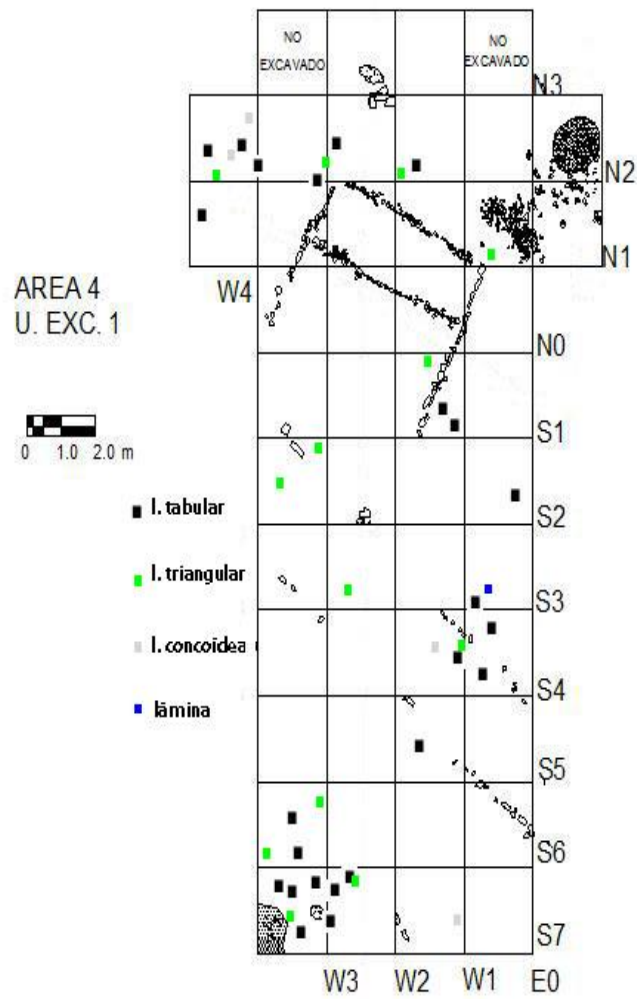 NO
EXCAVADO
NO
EXCAVADO
N3
N2
N1
W4
AREA 4
U. EXC. 1
N0
S1
0 1.0 2.0 m
S2
l. tabular
l. triangular
S3
l. concoidea
S4
lāmina
S5
S6
S7
W3 W2 W1 E0